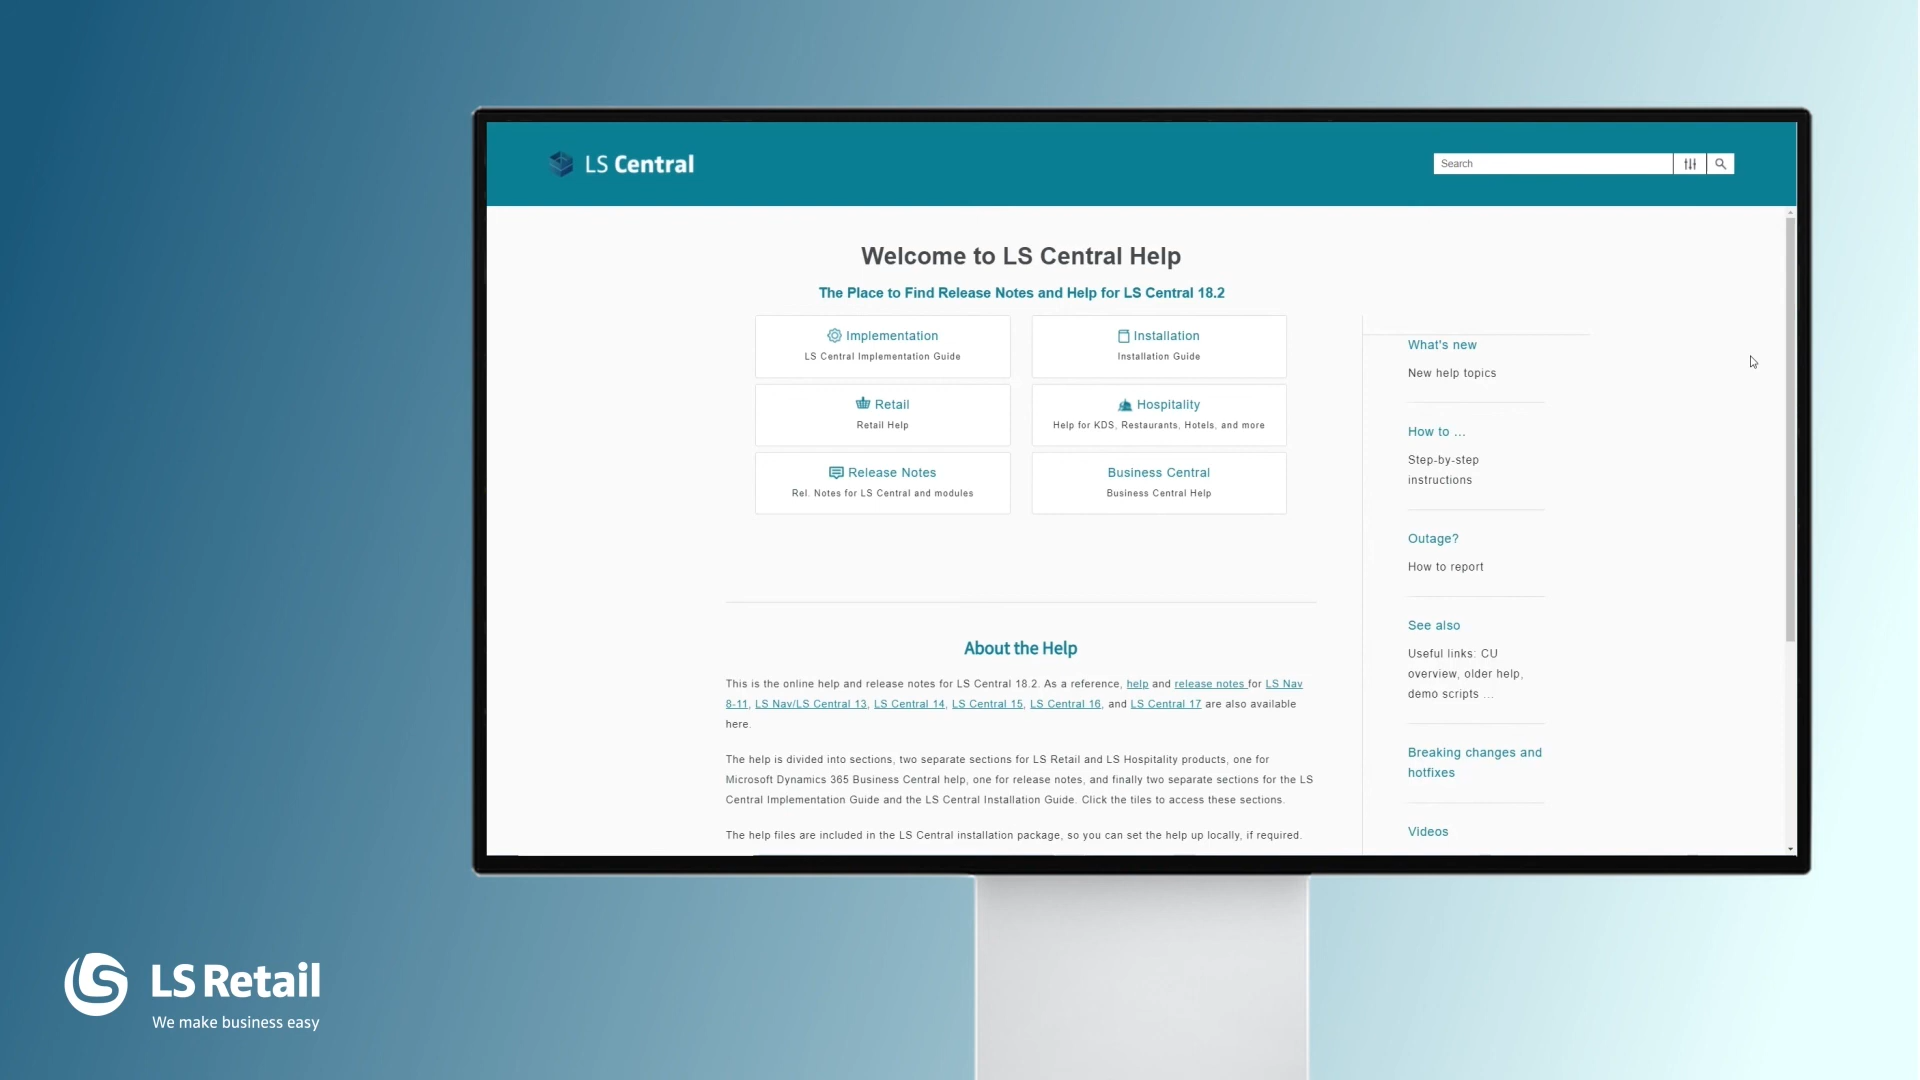 LS Central
Search
Welcome to LS Central Help
The Place to Find Release Notes and Help for LS Central 18.2
Implementation
LS Central Implementation Guide
Installation
Installation Guide
Retail
Retail Help
Hospitality
Help for KDS, Restaurants, Hotels, and more
Release Notes
Rel. Notes for LS Central and modules
Business Central
Business Central Help
About the Help
This is the online help and release notes for LS Central 18.2. As a reference, help and release notes for LS Nav
8-11, LS Nav/LS Central 13, LS Central 14, LS Central 15, LS Central 16, and LS Central 17 are also available
here.
The help is divided into sections, two separate sections for LS Retail and LS Hospitality products, one for
Microsoft Dynamics 365 Business Central help, one for release notes, and finally two separate sections for the LS
Central Implementation Guide and the LS Central Installation Guide. Click the tiles to access these sections.
The help files are included in the LS Central installation package, so you can set the help up locally, if required.
What's new
New help topics
How to ...
Step-by-step
instructions
Outage?
How to report
See also
Useful links: CU
overview, older help,
demo scripts ...
Breaking changes and
hotfixes
Videos
LS Retail
We make business easy